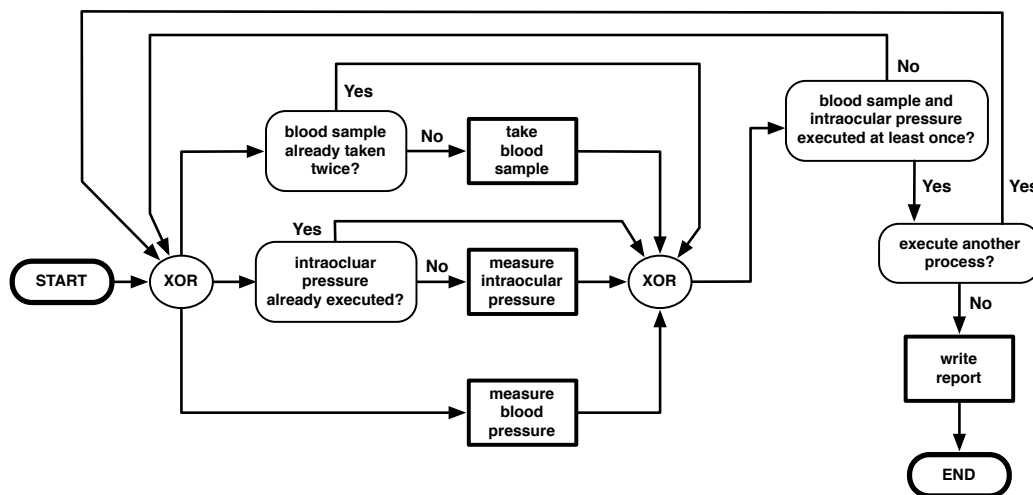 Yes
No
blood sample and
intraocular pressure
executed at least once?
blood sample
already taken
twice?
No
take
blood
sample
Yes
Yes
Yes
intraocluar
pressure
already executed?
No
measure
intraocular
pressure
execute another
process?
START
XOR
XOR
No
measure
blood
pressure
write
report
END